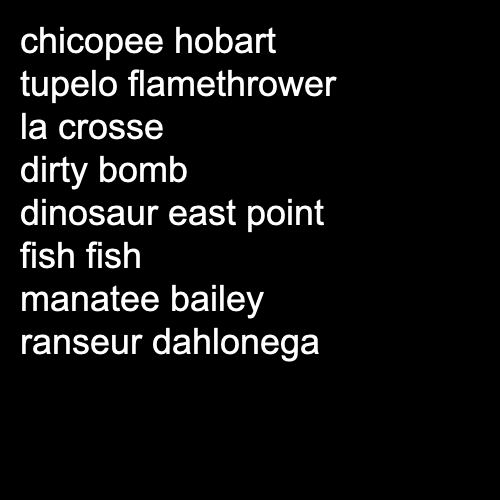 chicopee hobart
tupelo flamethrower
la crosse
dirty bomb
dinosaur east point
fish fish
manatee bailey
ranseur dahlonega